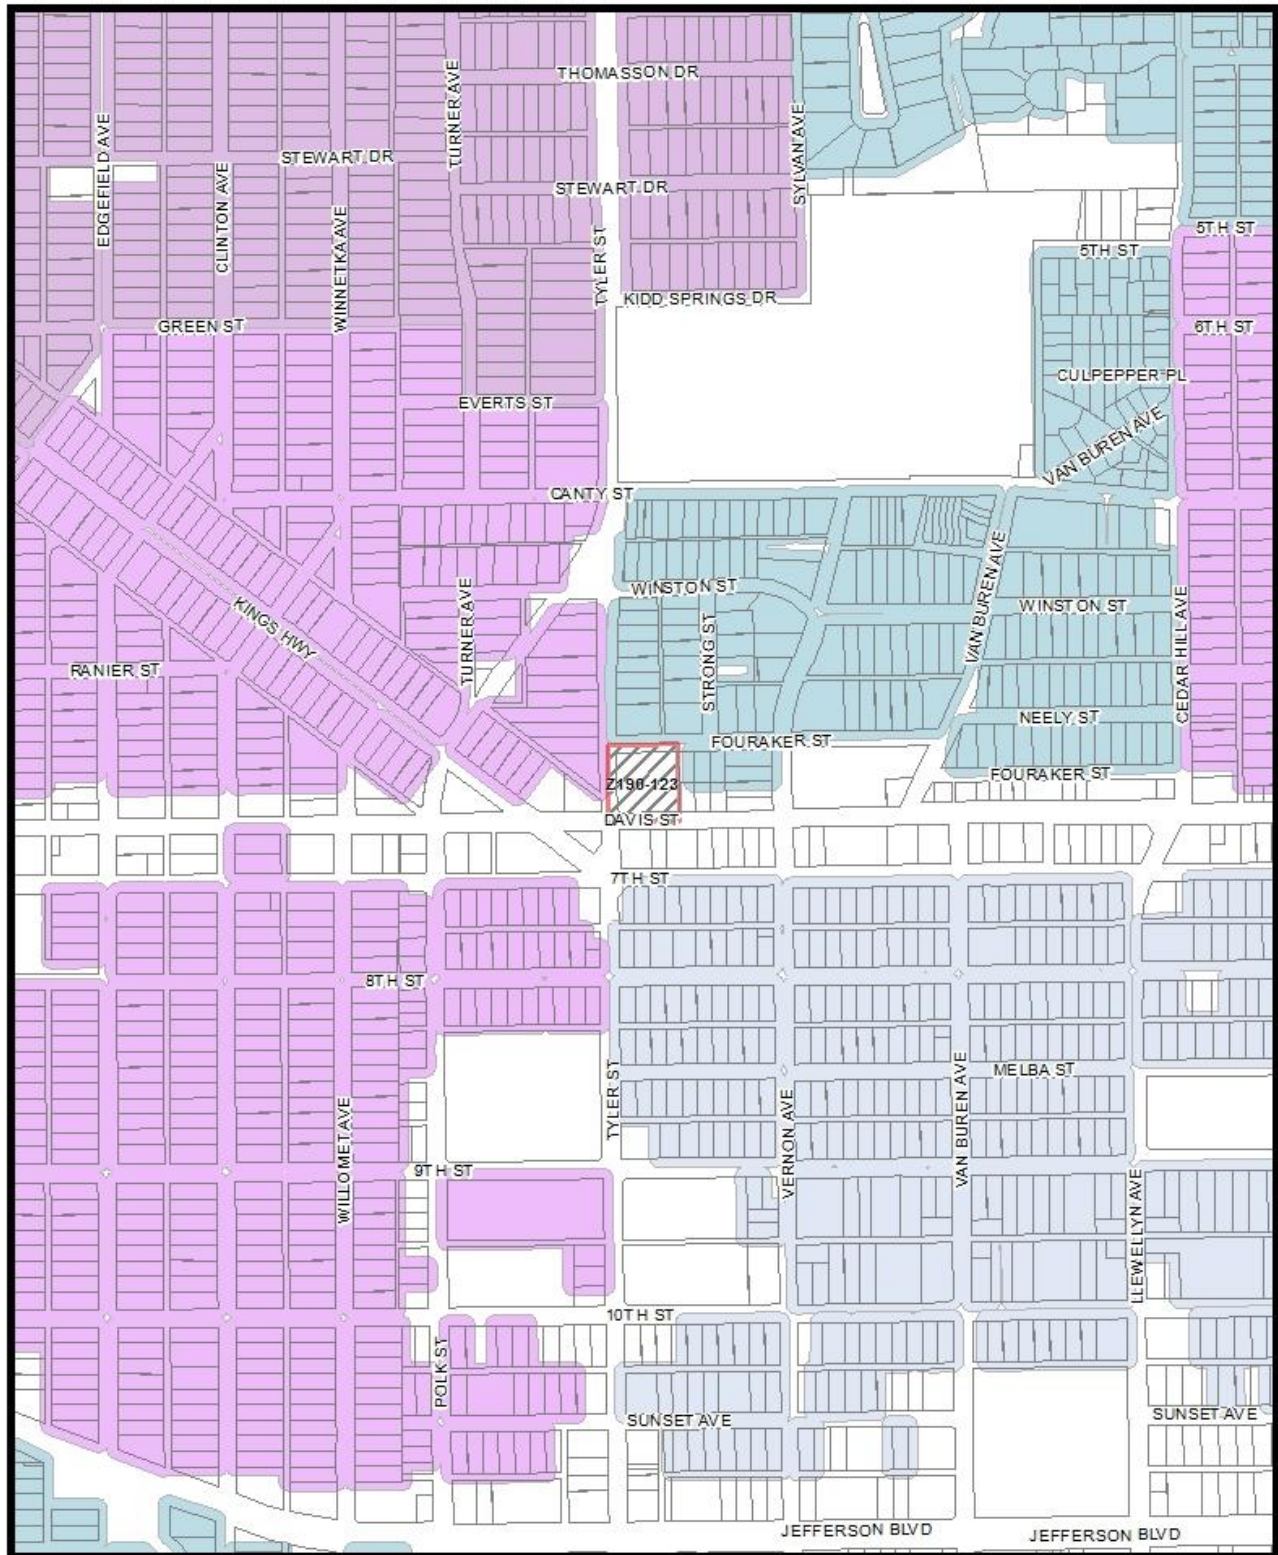 THOMASSON DR
TURNER AVE
EDGEFIELD AVE
STEWART DR
CLINTON AVE
SYLVAN AVE
STEWART DR
WINNETKA AVE
TYLER ST
5TH ST
5TH ST
KIDD SPRINGS DR
GREEN ST
6TH ST
CULPEPPER PL
EVERTS ST
VAN BUREN AVE
CANTY ST
WINSTON ST
VAN BUREN AVE
WINSTON ST
KINGS HWY
TURNER AVE
STRONG ST
CEDAR HILL AVE
RANIER ST
NEELY ST
FOURAKER ST
FOURAKER ST
Z190-123
DAVIS ST
7TH ST
8TH ST
MELBA ST
TYLER ST
VERNON AVE
VAN BUREN AVE
WILLOMET AVE
9TH ST
LLEWELLYN AVE
10TH ST
POLK ST
SUNSET AVE
SUNSET AVE
JEFFERSON BLVD
JEFFERSON BLVD